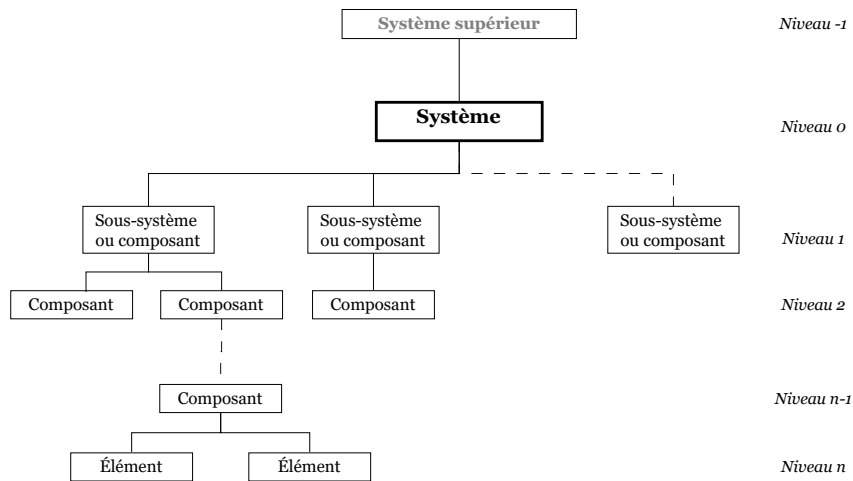 Système supérieur
Niveau -1
Système
Niveau 0
Sous-système
ou composant
Sous-système
ou composant
Sous-système
ou composant
Niveau 1
Composant
Composant
Composant
Niveau 2
Composant
Niveau n-1
Élément
Élément
Niveau n